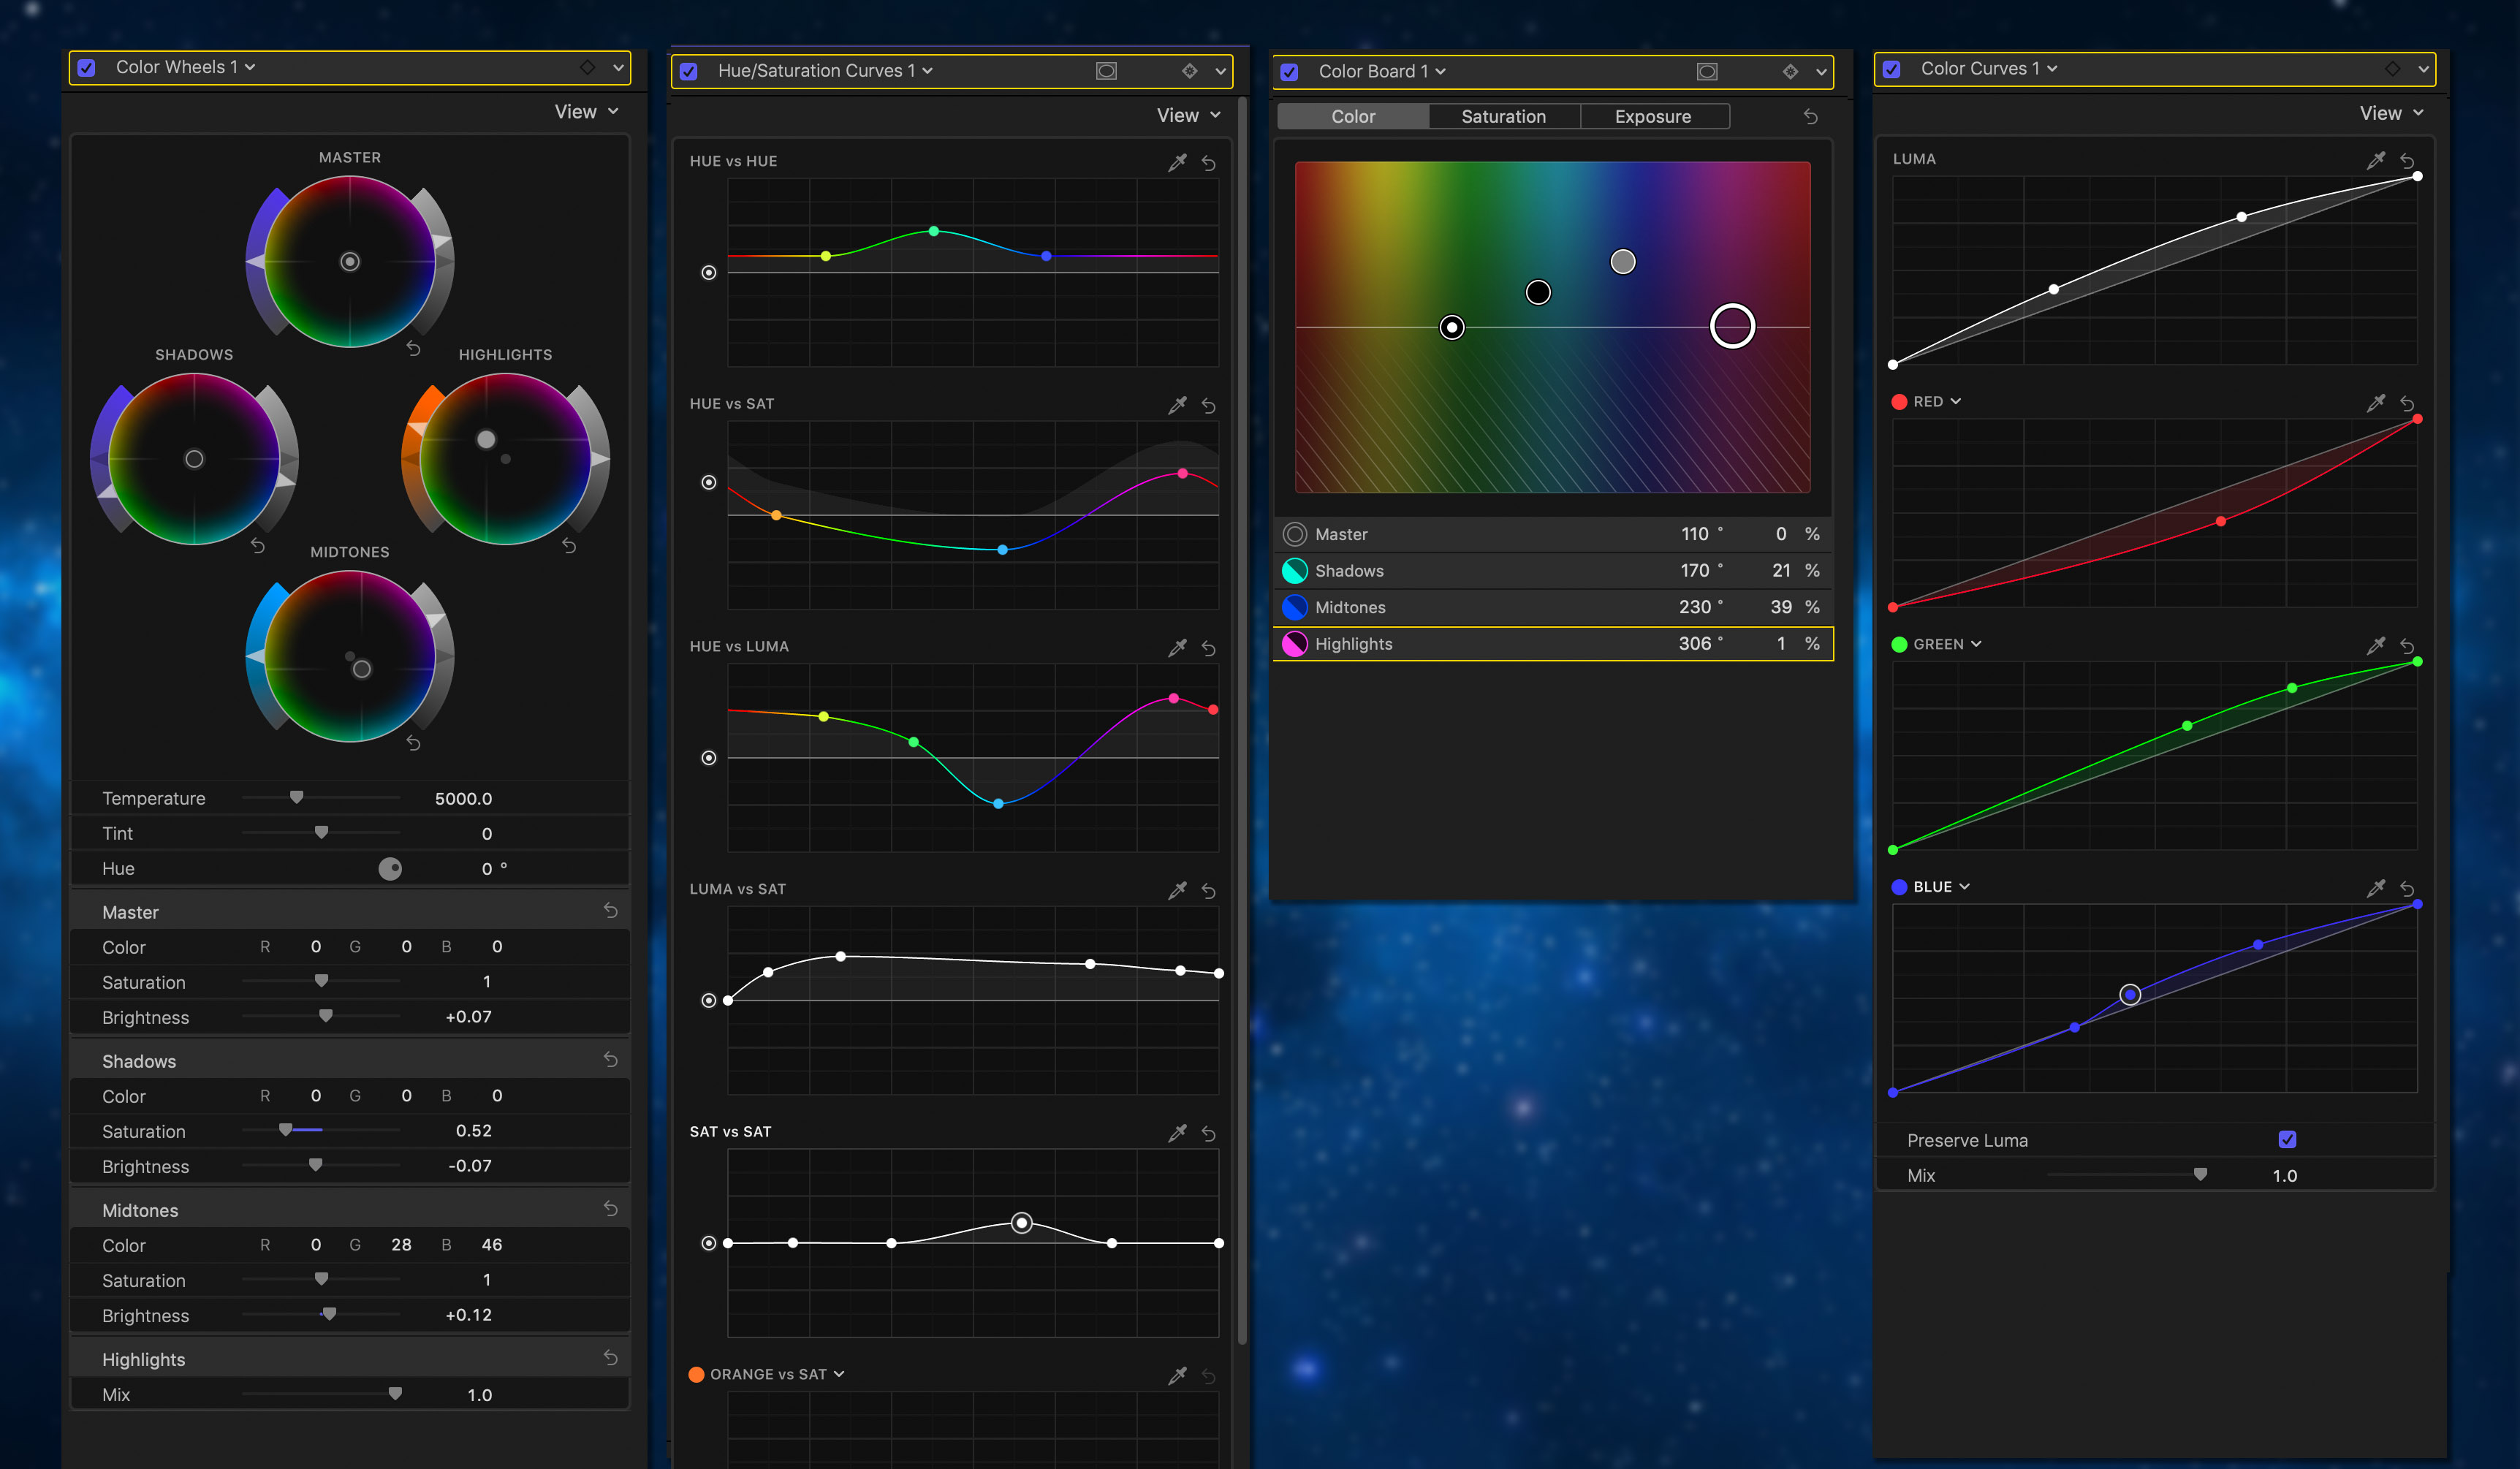 Color Wheels 1
View
MASTER
SHADOWS
HIGHLIGHTS
MIDTONES
Temperature 5000.0
Tint 0
Hue 0 °
Master
Color R 0 G 0 B 0
Saturation 1
Brightness +0.07
Shadows
Color R 0 G 0 B 0
Saturation 0.52
Brightness -0.07
Midtones
Color R 0 G 28 B 46
Saturation 1
Brightness +0.12
Highlights
Mix 1.0
Hue/Saturation Curves 1
View
HUE vs HUE
HUE vs SAT
HUE vs LUMA
LUMA vs SAT
SAT vs SAT
ORANGE vs SAT
Color Board 1
Color Saturation Exposure
Master 110 ° 0 %
Shadows 170 ° 21 %
Midtones 230 ° 39 %
Highlights 306 ° 1 %
Color Curves 1
View
LUMA
RED
GREEN
BLUE
Preserve Luma
Mix 1.0